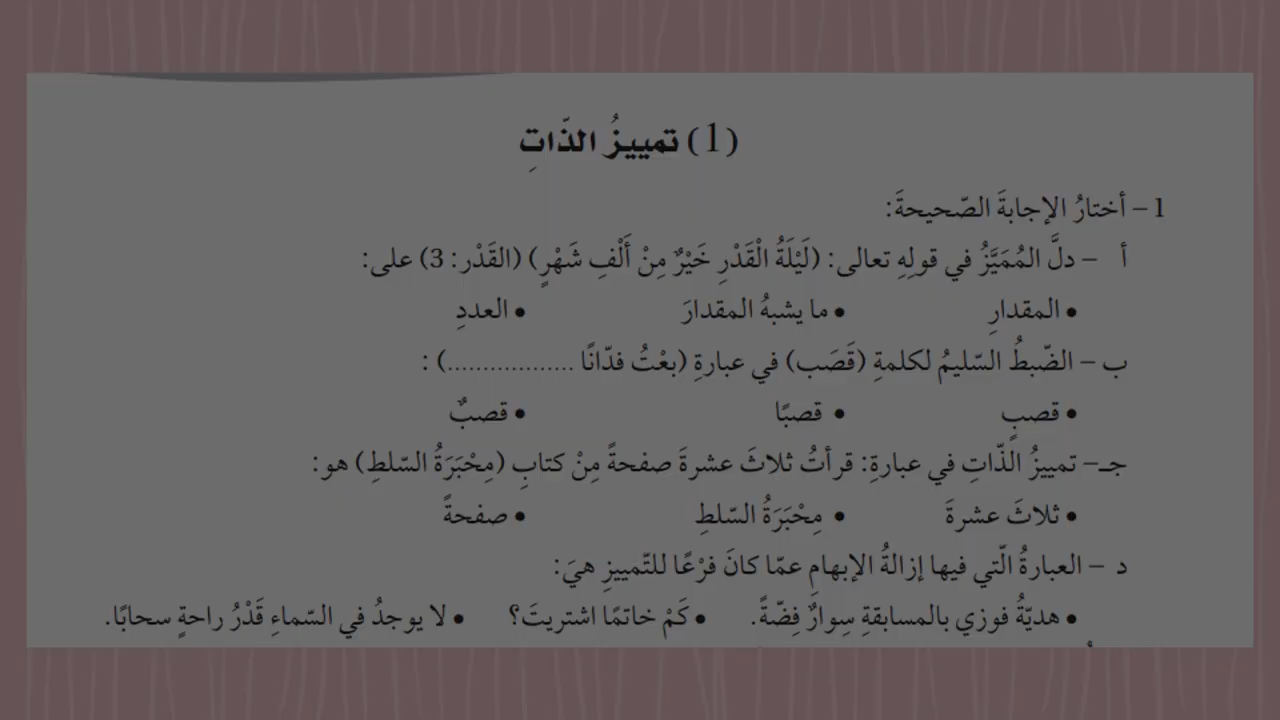 (1) تمييزُ الذّاتِ
1 – أختارُ الإجابةَ الصّحيحةَ:
أ – دلَّ المُمَيَّزُ في قولِهِ تعالى: (لَيْلَةُ الْقَدْرِ خَيْرٌ مِنْ أَلْفِ شَهْرٍ) (القَدْر: 3) على:
• المقدارِ • ما يشبهُ المقدارَ • العددِ
ب – الضّبطُ السّليمُ لكلمةِ (قَصَب) في عبارةِ (بعْتُ فدّانًا ..................) :
• قصبٍ • قصبًا • قصبٌ
جـ– تمييزُ الذّاتِ في عبارةِ: قرأتُ ثلاثَ عشرةَ صفحةً مِنْ كتابِ (مِحْبَرَةُ السّلطِ) هو:
• ثلاثَ عشرةَ • مِحْبَرَةُ السّلطِ • صفحةً
د – العبارةُ الّتي فيها إزالةُ الإبهامِ عمّا كانَ فرْعًا للتّمييزِ هيَ:
• هديّةُ فوزي بالمسابقةِ سِوارٌ فِضّةً. • كَمْ خاتمًا اشتريتَ؟ • لا يوجدُ في السّماءِ قَدْرُ راحةٍ سحابًا.